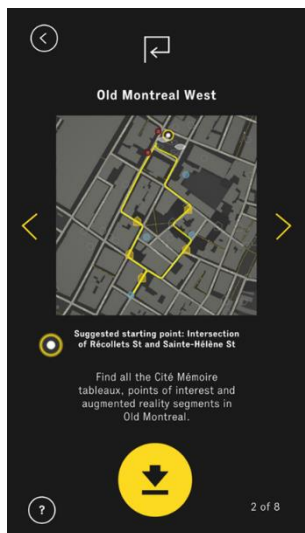 Old Montreal West
Suggested starting point: Intersection
of Récollets St and Sainte-Hélène St
Find all the Cité Mémoire
tableaux, points of interest and
augmented reality segments in
Old Montreal.
?
2 of 8